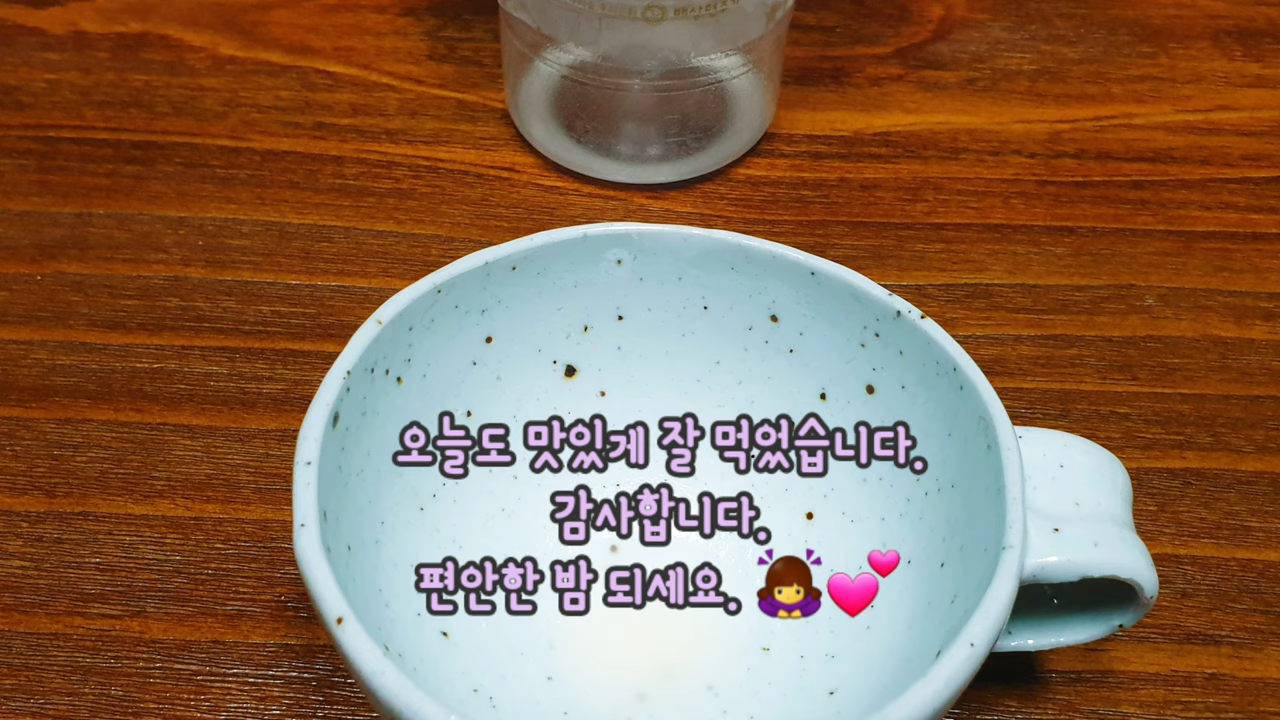 오늘도 맛있게 잘 먹었습니다.
감사합니다.
편안한 밤 되세요. 🙇‍♀️💕